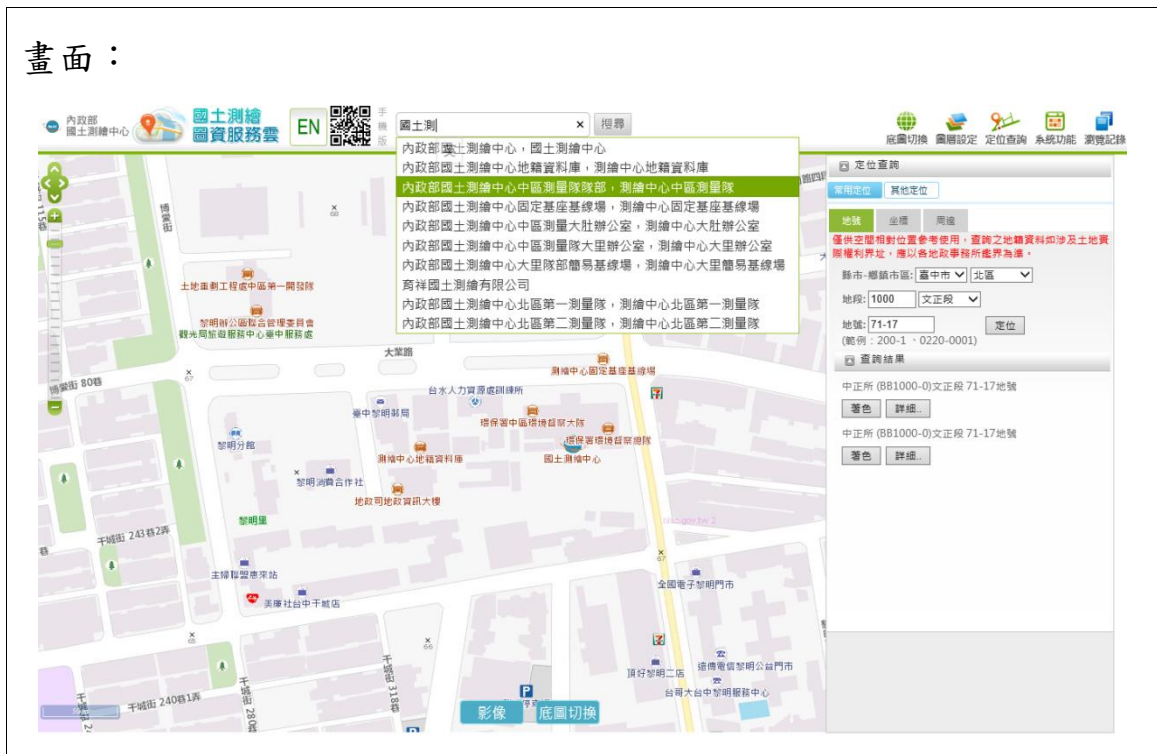 畫面：
內政部
國土測繪中心
國土測繪
圖資服務雲
EN
手機版
國土測
×
搜尋
底圖切換 圖層設定 定位查詢 系統功能 瀏覽記錄
內政部國土測繪中心，國土測繪中心
內政部國土測繪中心地籍資料庫，測繪中心地籍資料庫
內政部國土測繪中心中區測量隊隊部，測繪中心中區測量隊
內政部國土測繪中心固定基座基線場，測繪中心固定基座基線場
內政部國土測繪中心中區測量大肚辦公室，測繪中心大肚辦公室
內政部國土測繪中心中區測量隊大里辦公室，測繪中心大里辦公室
內政部國土測繪中心大里隊部簡易基線場，測繪中心大里簡易基線場
育祥國土測繪有限公司
內政部國土測繪中心北區第一測量隊，測繪中心北區第一測量隊
內政部國土測繪中心北區第二測量隊，測繪中心北區第二測量隊
定位查詢
常用定位 其他定位
地號 坐標 周邊
僅供空間相對位置參考使用，查詢之地籍資料如涉及土地實
際權利界址，應以各地政事務所鑑界為準。
縣市-鄉鎮市區: 臺中市 北區
地段: 1000 文正段
地號: 71-17 定位
(範例：200-1、0220-0001)
查詢結果
中正所 (BB1000-0)文正段 71-17地號
著色 詳細..
中正所 (BB1000-0)文正段 71-17地號
著色 詳細..
博愛街
68
土地重劃工程處中區第一開發隊
黎明辦公區聯合管理委員會
觀光局旅遊服務中心臺中服務處
大業路
測繪中心固定基座基線場
博愛街 80巷
67
台水人力資源處訓練所
臺中黎明郵局
環保署中區環境督察大隊
環保署環境督察總隊
黎明分館
測繪中心地籍資料庫
國土測繪中心
黎明消費合作社
地政司地政資訊大樓
黎明里
干城街 243巷2弄
67
主婦聯盟惠來站
全國電子黎明門市
美廉社台中干城店
68
66
干城街 318巷
頂好黎明二店
遠傳電信黎明公益門市
台哥大台中黎明服務中心
干城街 240巷1弄
干城街 280巷
P
影像
底圖切換